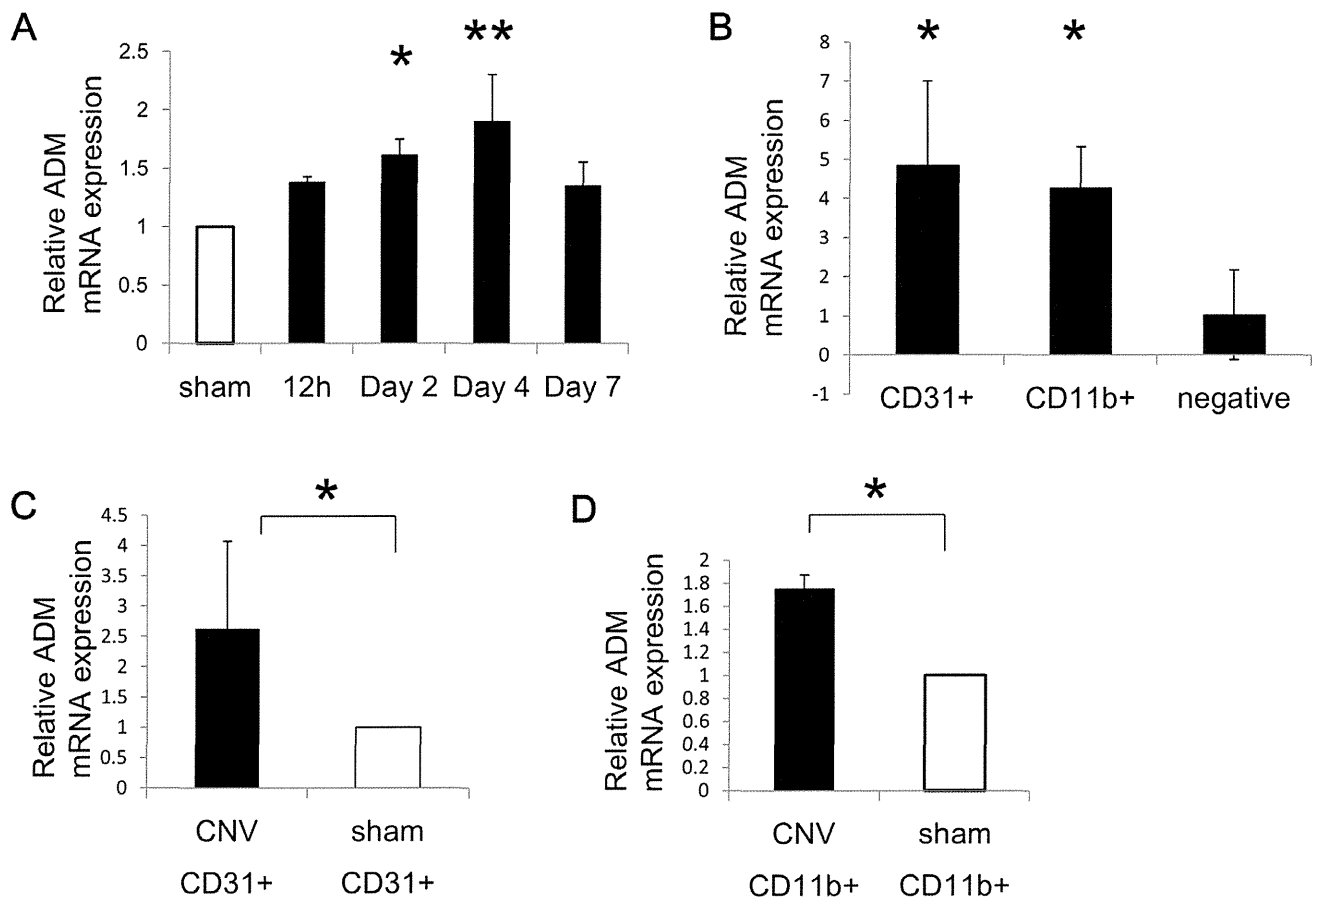 A
Relative ADM
mRNA expression
2.5
2
1.5
1
0.5
0
*
**
sham 12h Day 2 Day 4 Day 7
B
Relative ADM
mRNA expression
8
7
6
5
4
3
2
1
0
-1
*
*
CD31+ CD11b+ negative
C
Relative ADM
mRNA expression
4.5
4
3.5
3
2.5
2
1.5
1
0.5
0
*
CNV sham
CD31+ CD31+
D
Relative ADM
mRNA expression
2
1.8
1.6
1.4
1.2
1
0.8
0.6
0.4
0.2
0
*
CNV sham
CD11b+ CD11b+